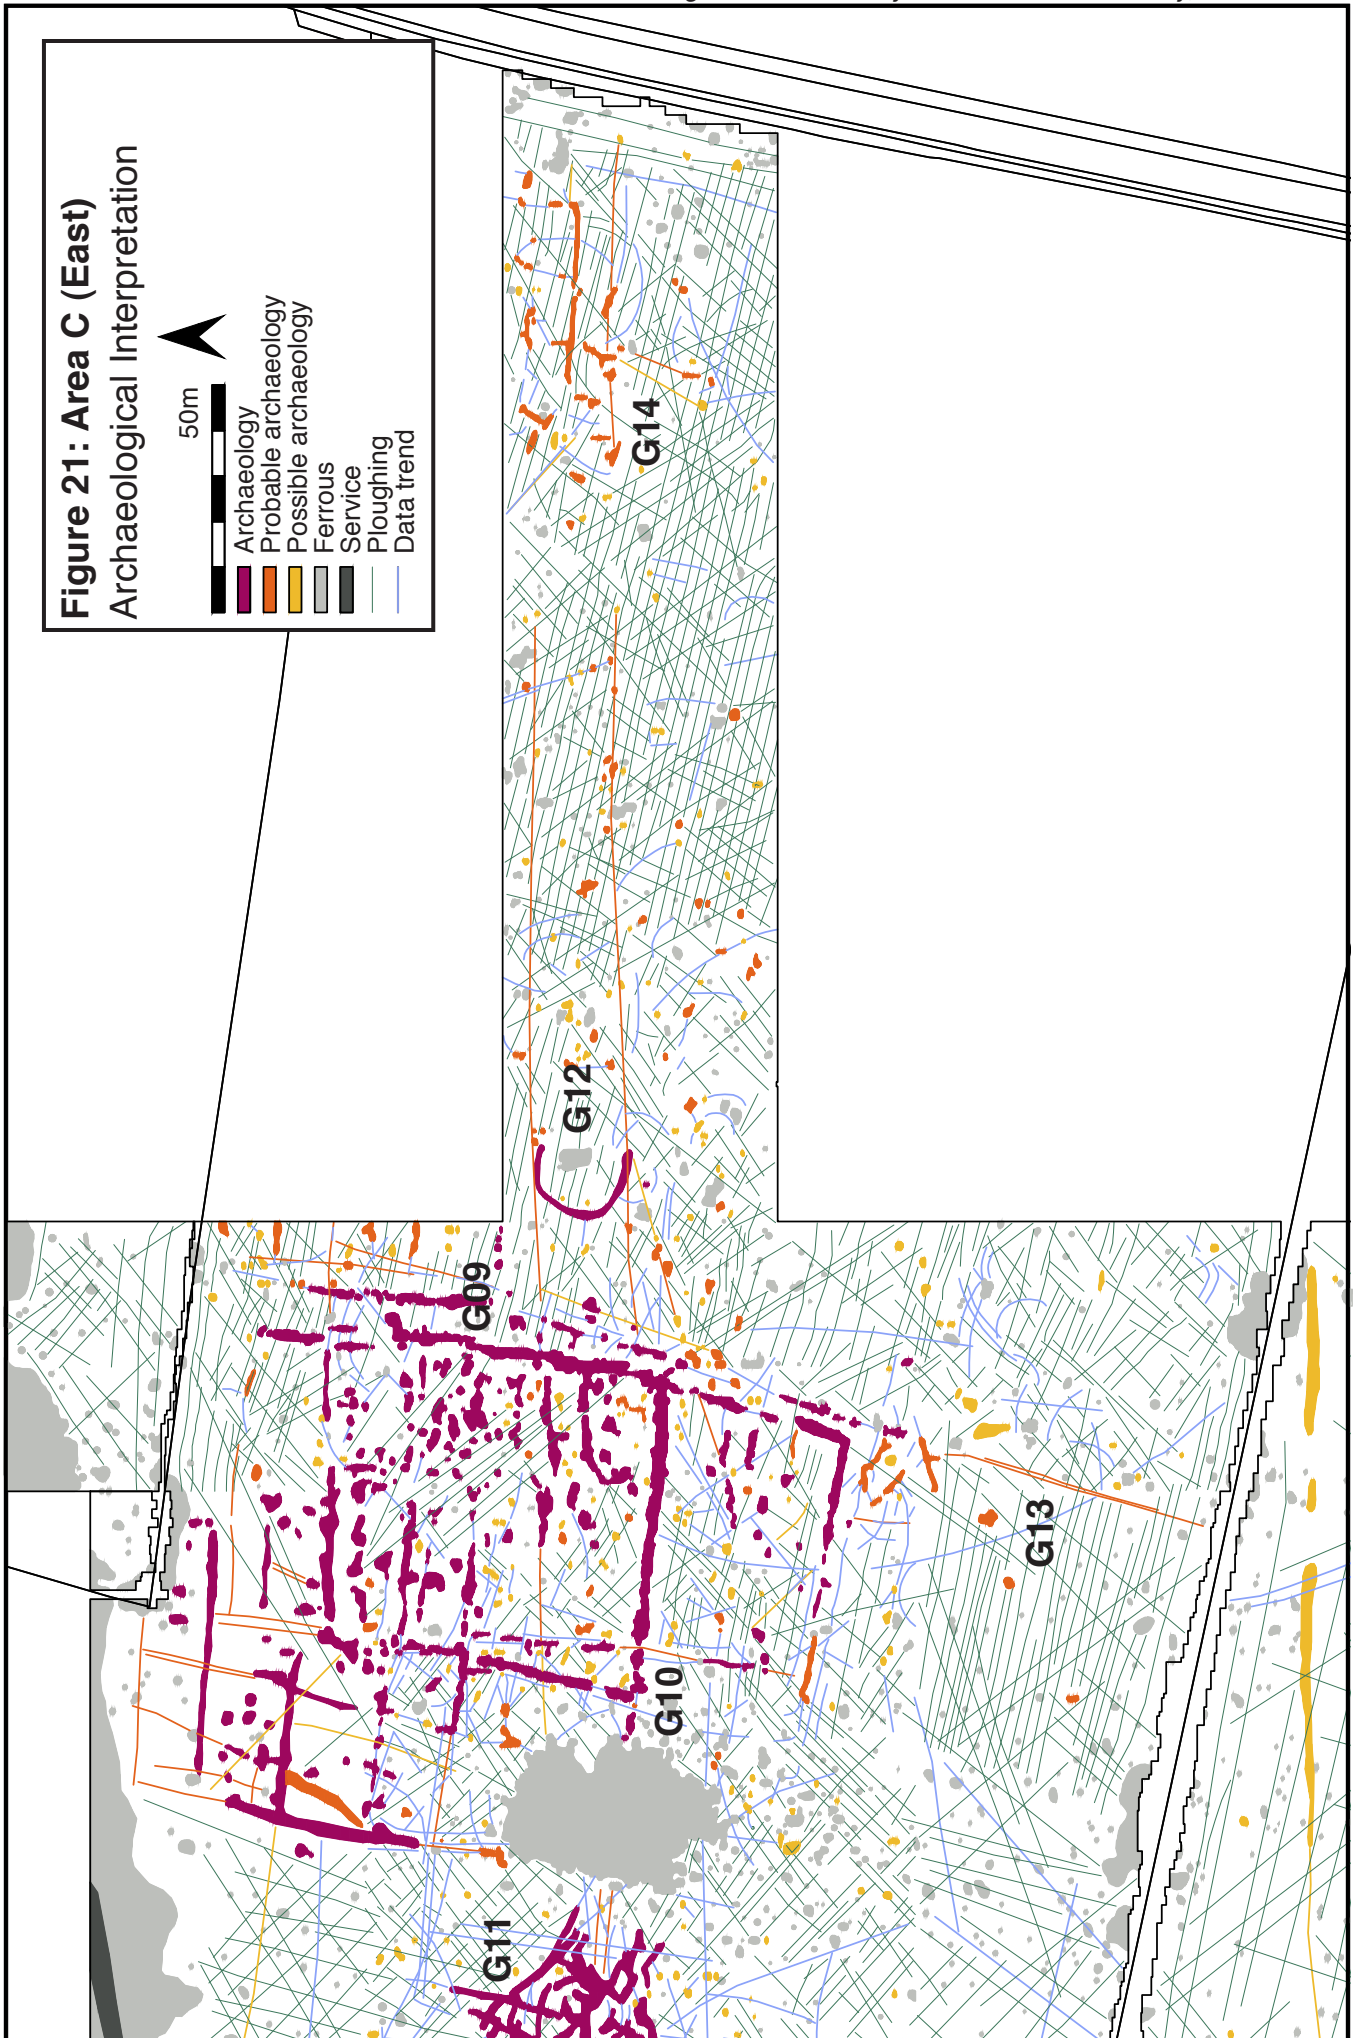 Figure 21: Area C (East)
Archaeological Interpretation
50m
Archaeology
Probable archaeology
Possible archaeology
Ferrous
Service
Ploughing
Data trend
G14
G12
G09
G13
G10
G11